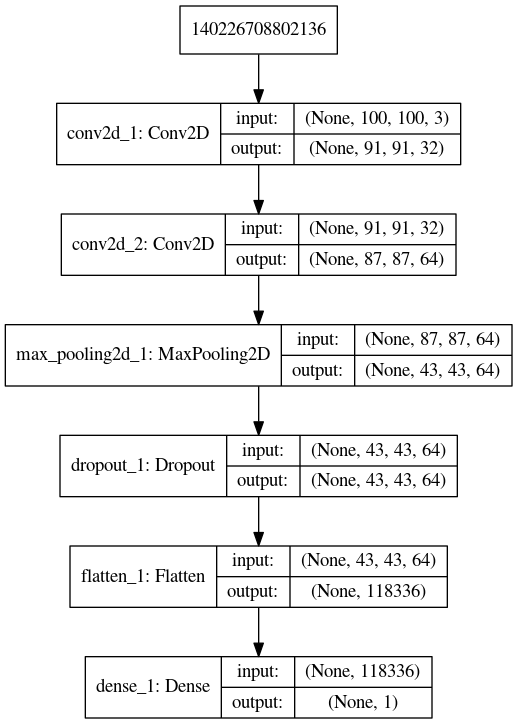 140226708802136
conv2d_1: Conv2D
input: (None, 100, 100, 3)
output: (None, 91, 91, 32)
conv2d_2: Conv2D
input: (None, 91, 91, 32)
output: (None, 87, 87, 64)
max_pooling2d_1: MaxPooling2D
input: (None, 87, 87, 64)
output: (None, 43, 43, 64)
dropout_1: Dropout
input: (None, 43, 43, 64)
output: (None, 43, 43, 64)
flatten_1: Flatten
input: (None, 43, 43, 64)
output: (None, 118336)
dense_1: Dense
input: (None, 118336)
output: (None, 1)